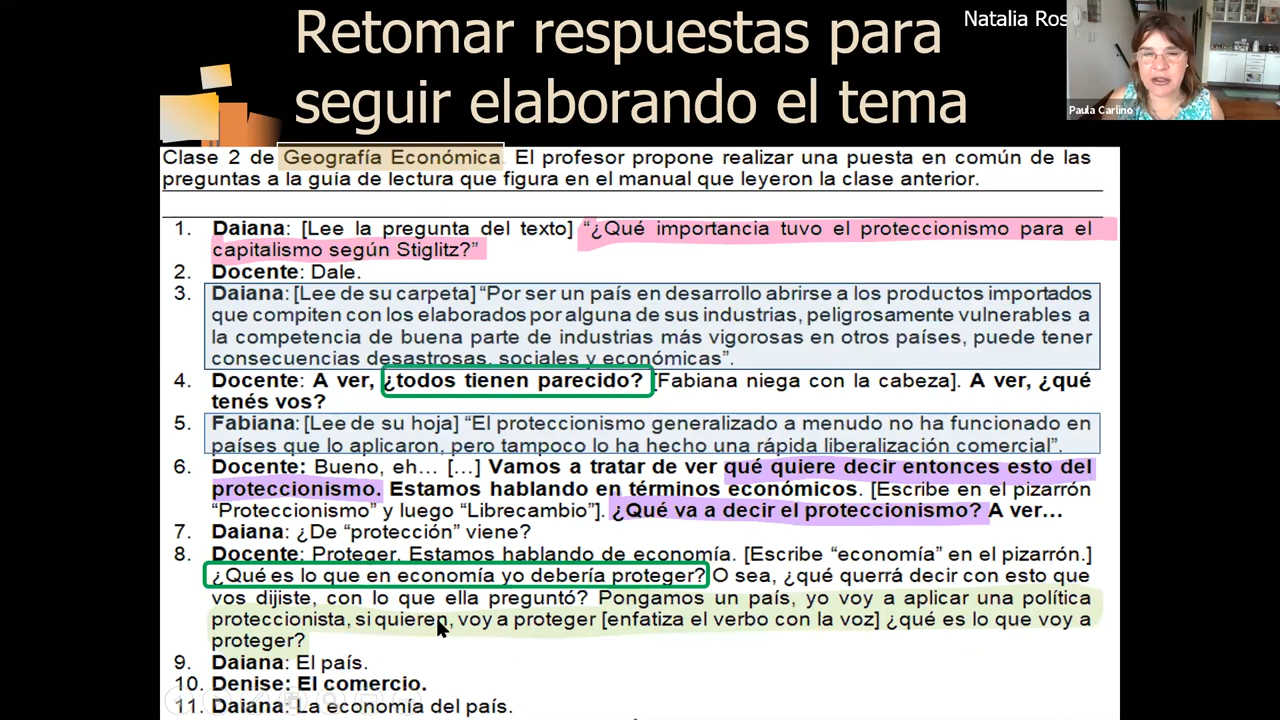 Retomar respuestas para
seguir elaborando el tema
Natalia Ros
Paula Carlino
Clase 2 de Geografía Económica. El profesor propone realizar una puesta en común de las
preguntas a la guía de lectura que figura en el manual que leyeron la clase anterior.
1. Daiana: [Lee la pregunta del texto] “¿Qué importancia tuvo el proteccionismo para el
capitalismo según Stiglitz?”
2. Docente: Dale.
3. Daiana: [Lee de su carpeta] “Por ser un país en desarrollo abrirse a los productos importados
que compiten con los elaborados por alguna de sus industrias, peligrosamente vulnerables a
la competencia de buena parte de industrias más vigorosas en otros países, puede tener
consecuencias desastrosas, sociales y económicas”.
4. Docente: A ver, ¿todos tienen parecido? [Fabiana niega con la cabeza]. A ver, ¿qué
tenés vos?
5. Fabiana: [Lee de su hoja] “El proteccionismo generalizado a menudo no ha funcionado en
países que lo aplicaron, pero tampoco lo ha hecho una rápida liberalización comercial”.
6. Docente: Bueno, eh… […] Vamos a tratar de ver qué quiere decir entonces esto del
proteccionismo. Estamos hablando en términos económicos. [Escribe en el pizarrón
“Proteccionismo” y luego “Librecambio”]. ¿Qué va a decir el proteccionismo? A ver…
7. Daiana: ¿De “protección” viene?
8. Docente: Proteger. Estamos hablando de economía. [Escribe “economía” en el pizarrón.]
¿Qué es lo que en economía yo debería proteger? O sea, ¿qué querrá decir con esto que
vos dijiste, con lo que ella preguntó? Pongamos un país, yo voy a aplicar una política
proteccionista, si quieren, voy a proteger [enfatiza el verbo con la voz] ¿qué es lo que voy a
proteger?
9. Daiana: El país.
10. Denise: El comercio.
11. Daiana: La economía del país.